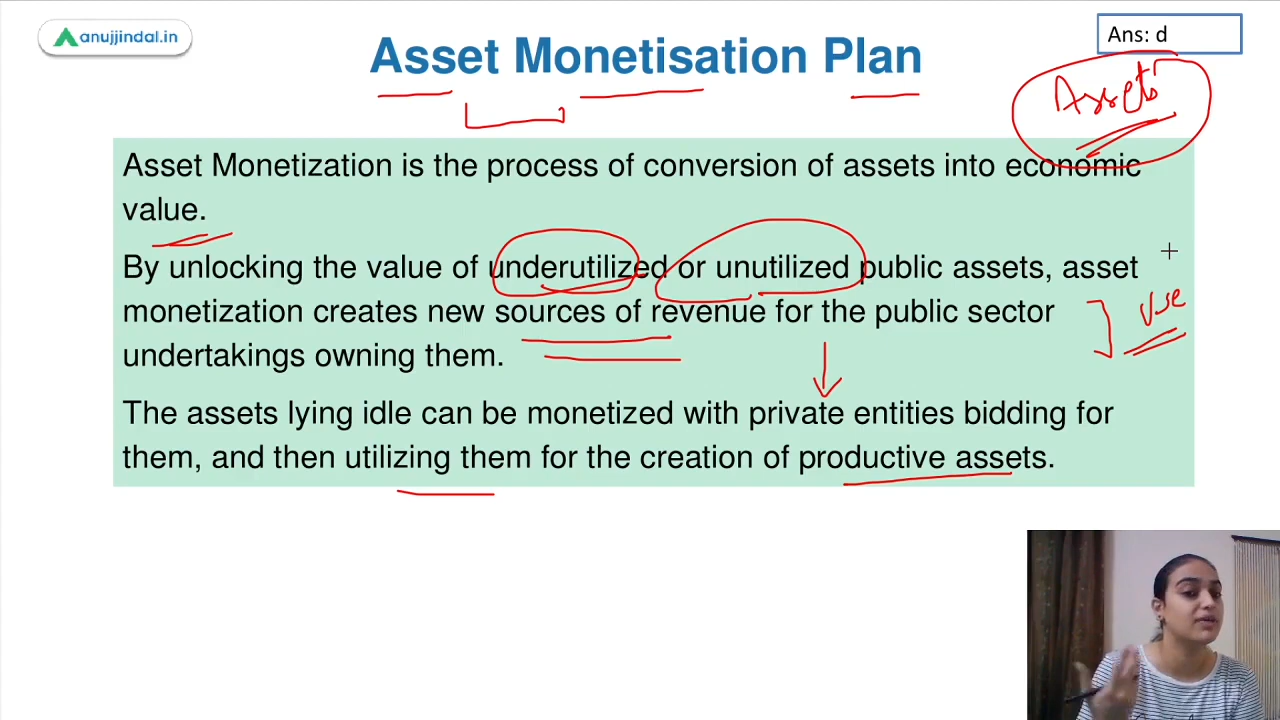 anujjindal.in
Ans: d
Asset Monetisation Plan
Assets
Asset Monetization is the process of conversion of assets into economic
value.
By unlocking the value of underutilized or unutilized public assets, asset
monetization creates new sources of revenue for the public sector
undertakings owning them.
Use
The assets lying idle can be monetized with private entities bidding for
them, and then utilizing them for the creation of productive assets.